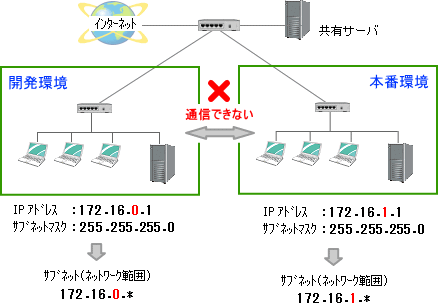 インターネット
共有サーバ
開発環境
本番環境
通信できない
IPアドレス :172-16-0-1
サブネットマスク:255-255-255-0
IPアドレス :172-16-1-1
サブネットマスク:255-255-255-0
サブネット(ネットワーク範囲)
172-16-0-*
サブネット(ネットワーク範囲)
172-16-1-*